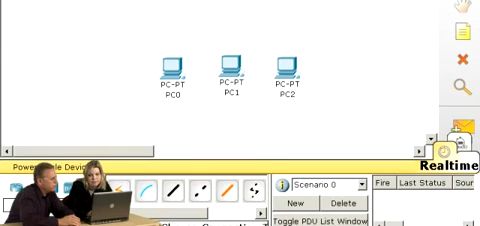 PC-PT
PC0
PC-PT
PC1
PC-PT
PC2
Realtime
Scenario 0
New
Delete
Toggle PDU List Window
Fire
Last Status